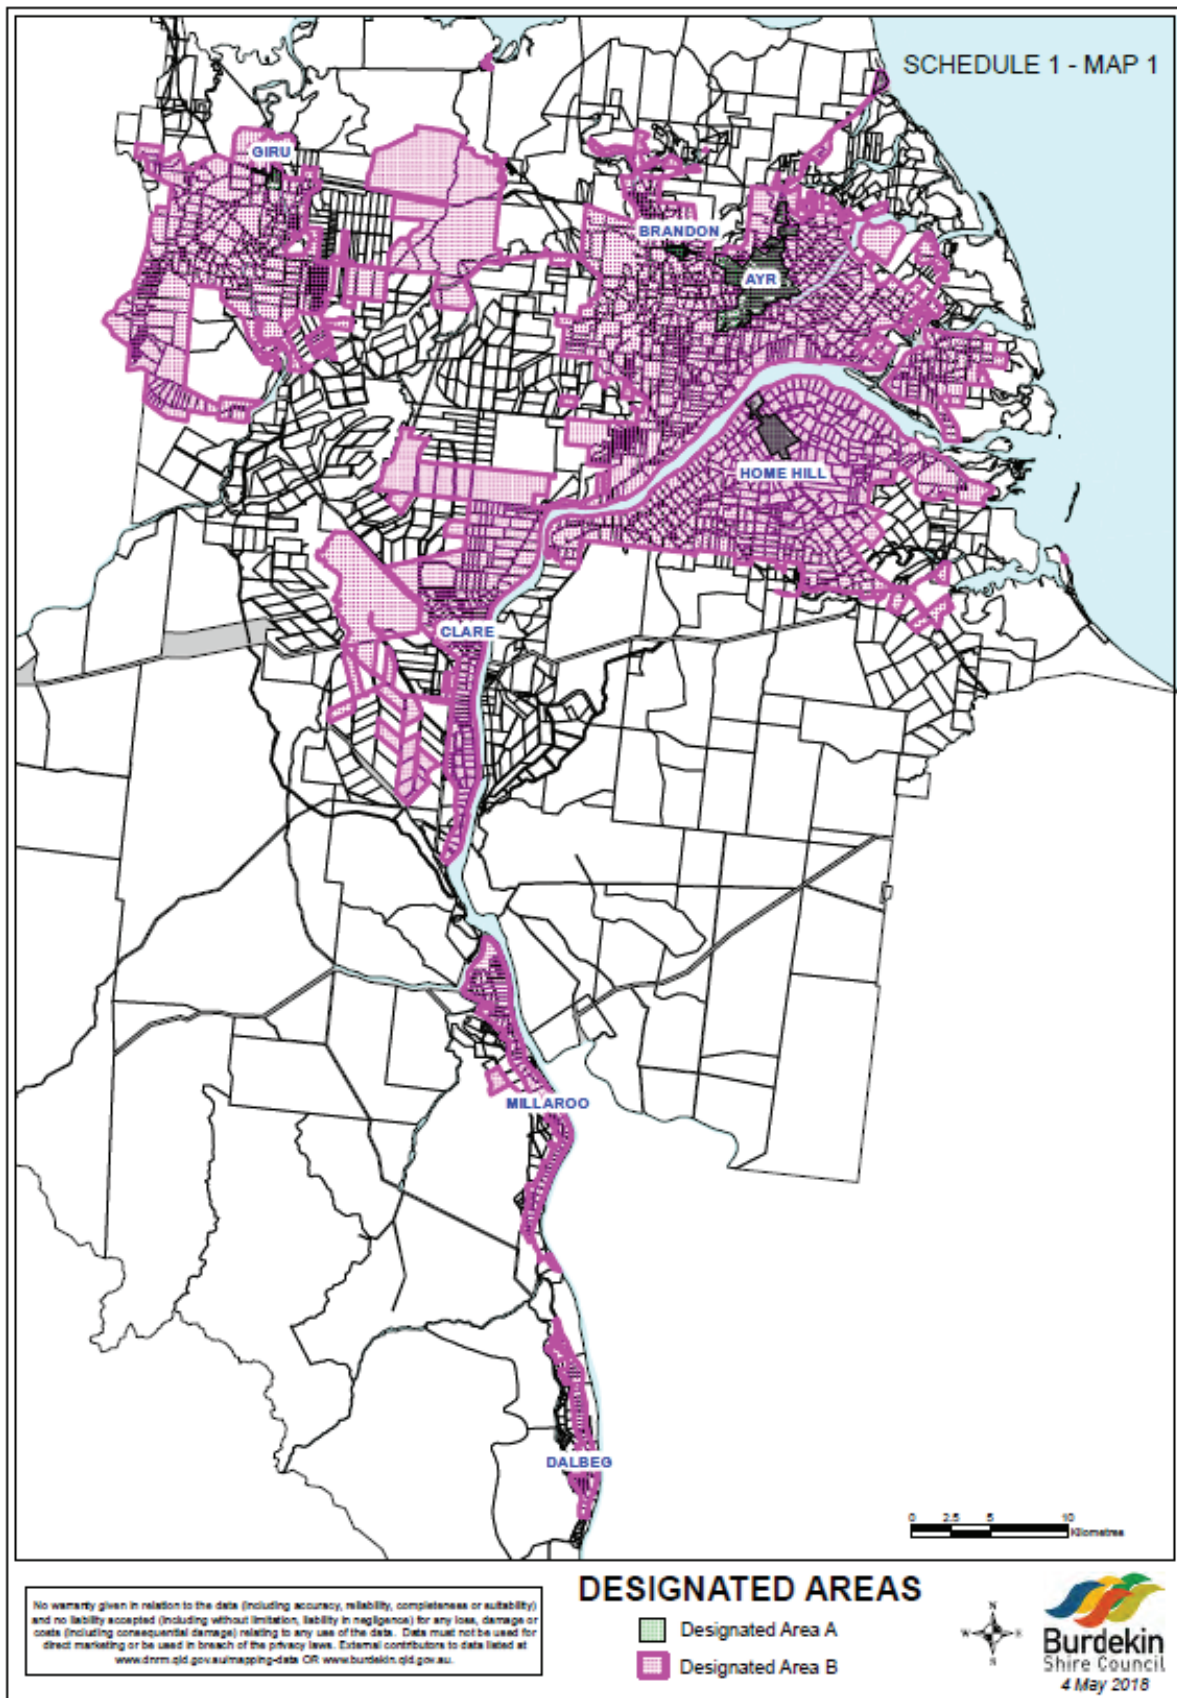 SCHEDULE 1 - MAP 1
GIRU
BRANDON
AYR
HOME HILL
CLARE
MILLAROO
DALBEG
0 2.5 5 10
Kilometres
DESIGNATED AREAS
Designated Area A
Designated Area B
No warranty given in relation to the data (including accuracy, reliability, completeness or suitability)
and no liability accepted (including without limitation, liability in negligence) for any loss, damage or
costs (including consequential damage) relating to any use of the data. Data must not be used for
direct marketing or be used in breach of the privacy laws. External contributors to data listed at
www.dnrm.qld.gov.au/mapping-data OR www.burdekin.qld.gov.au.
N
W E
S
Burdekin
Shire Council
4 May 2018